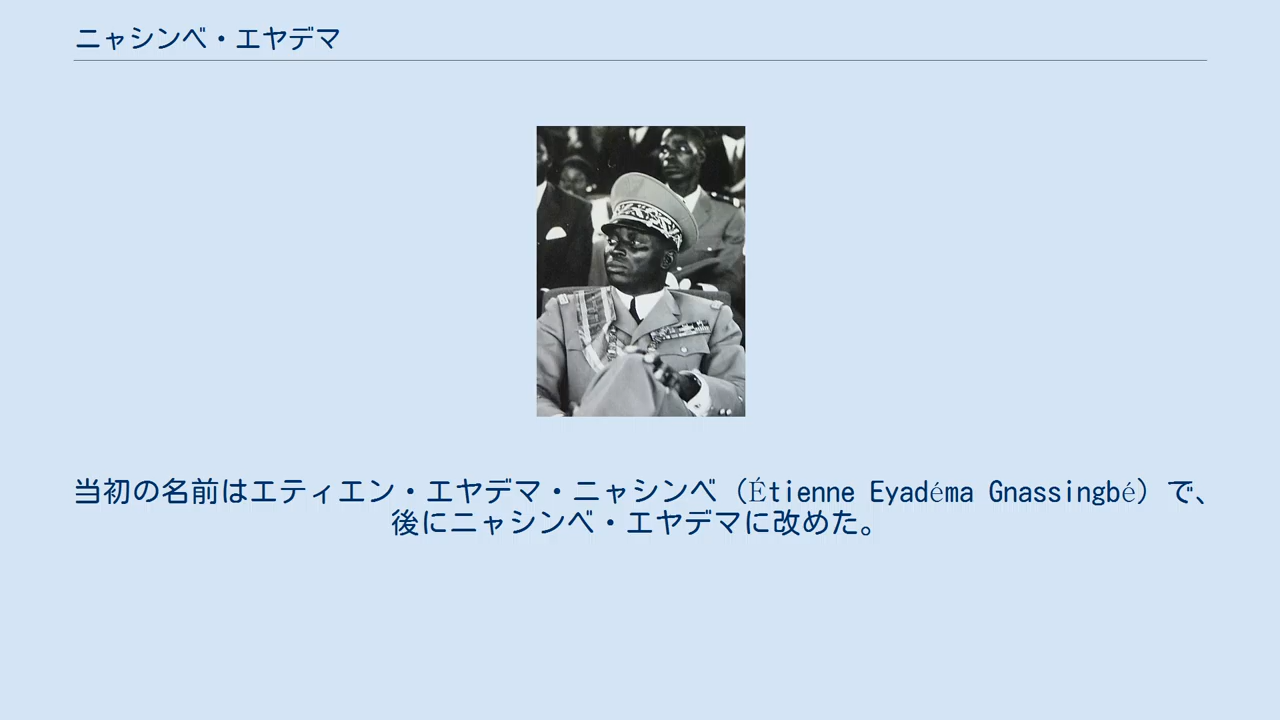 ニャシンベ・エヤデマ
当初の名前はエティエン・エヤデマ・ニャシンベ（Étienne Eyadéma Gnassingbé）で、
後にニャシンベ・エヤデマに改めた。